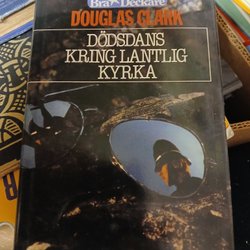 Bra Deckare
DOUGLAS CLARK
DÖDSDANS
KRING LANTLIG
KYRKA